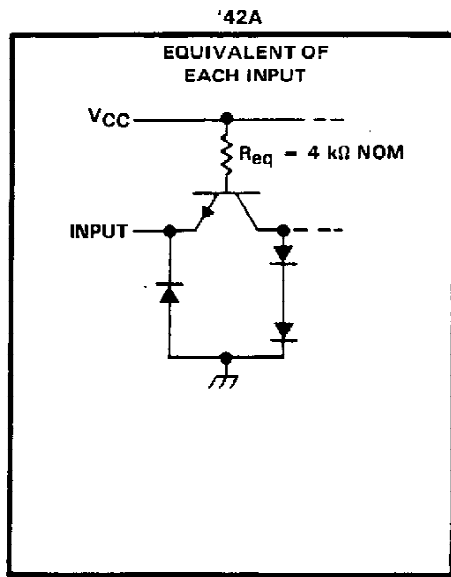 '42A
EQUIVALENT OF
EACH INPUT
VCC
Req = 4 kΩ NOM
INPUT